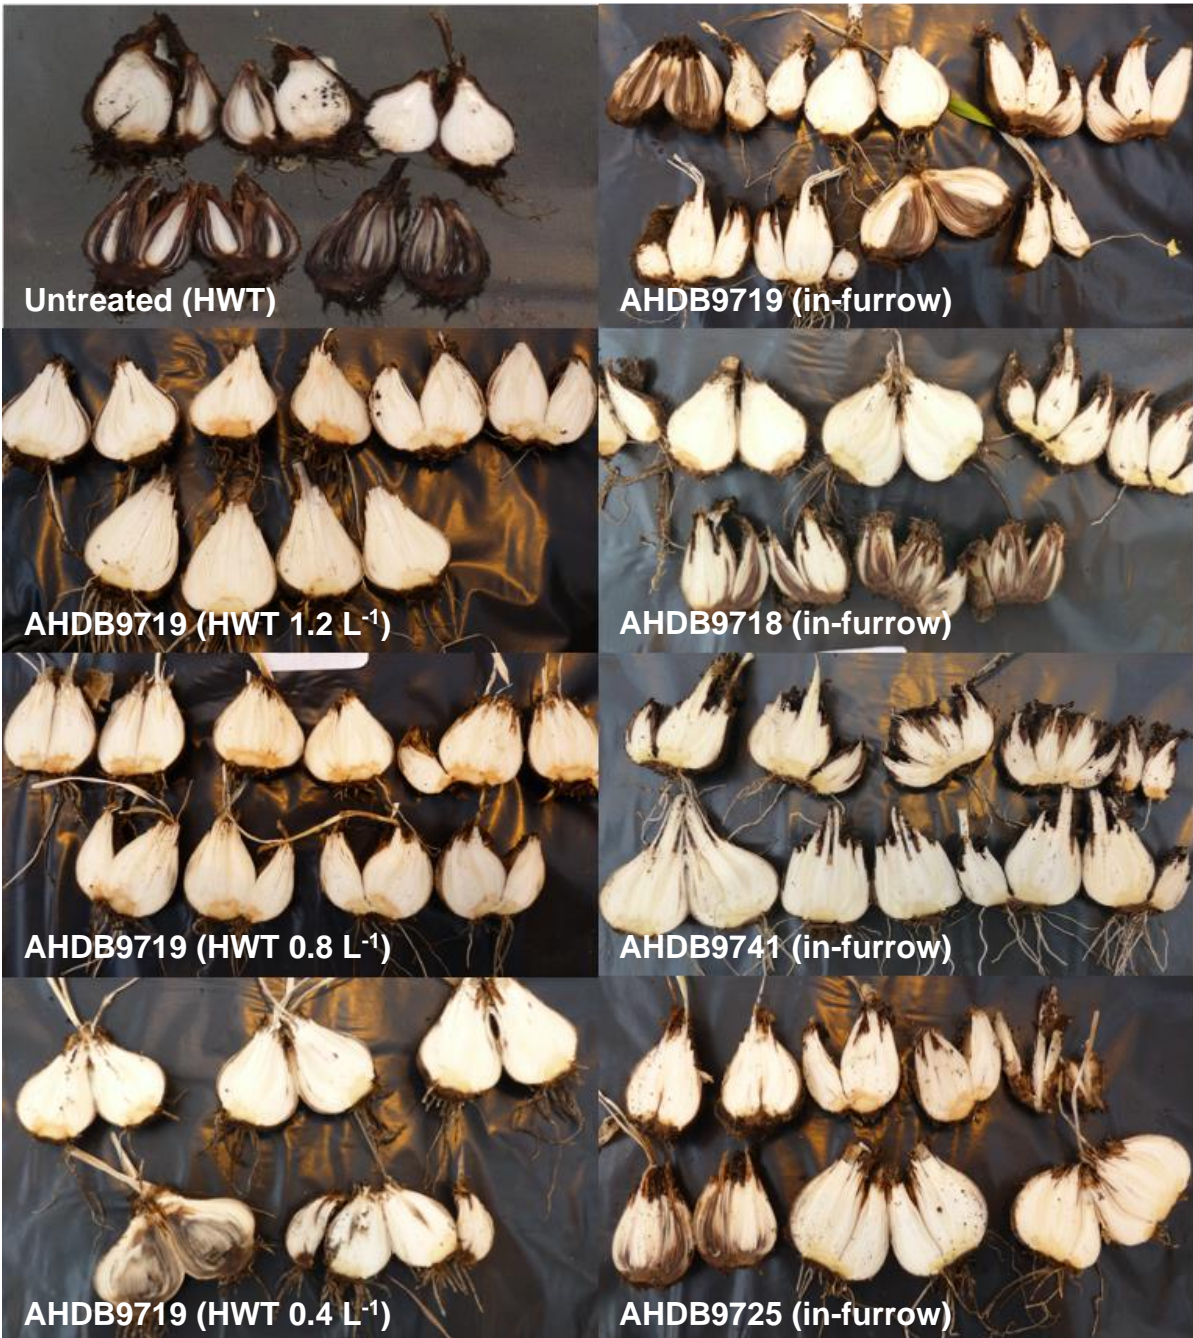 Untreated (HWT)
AHDB9719 (in-furrow)
AHDB9719 (HWT 1.2 L⁻¹)
AHDB9718 (in-furrow)
AHDB9719 (HWT 0.8 L⁻¹)
AHDB9741 (in-furrow)
AHDB9719 (HWT 0.4 L⁻¹)
AHDB9725 (in-furrow)